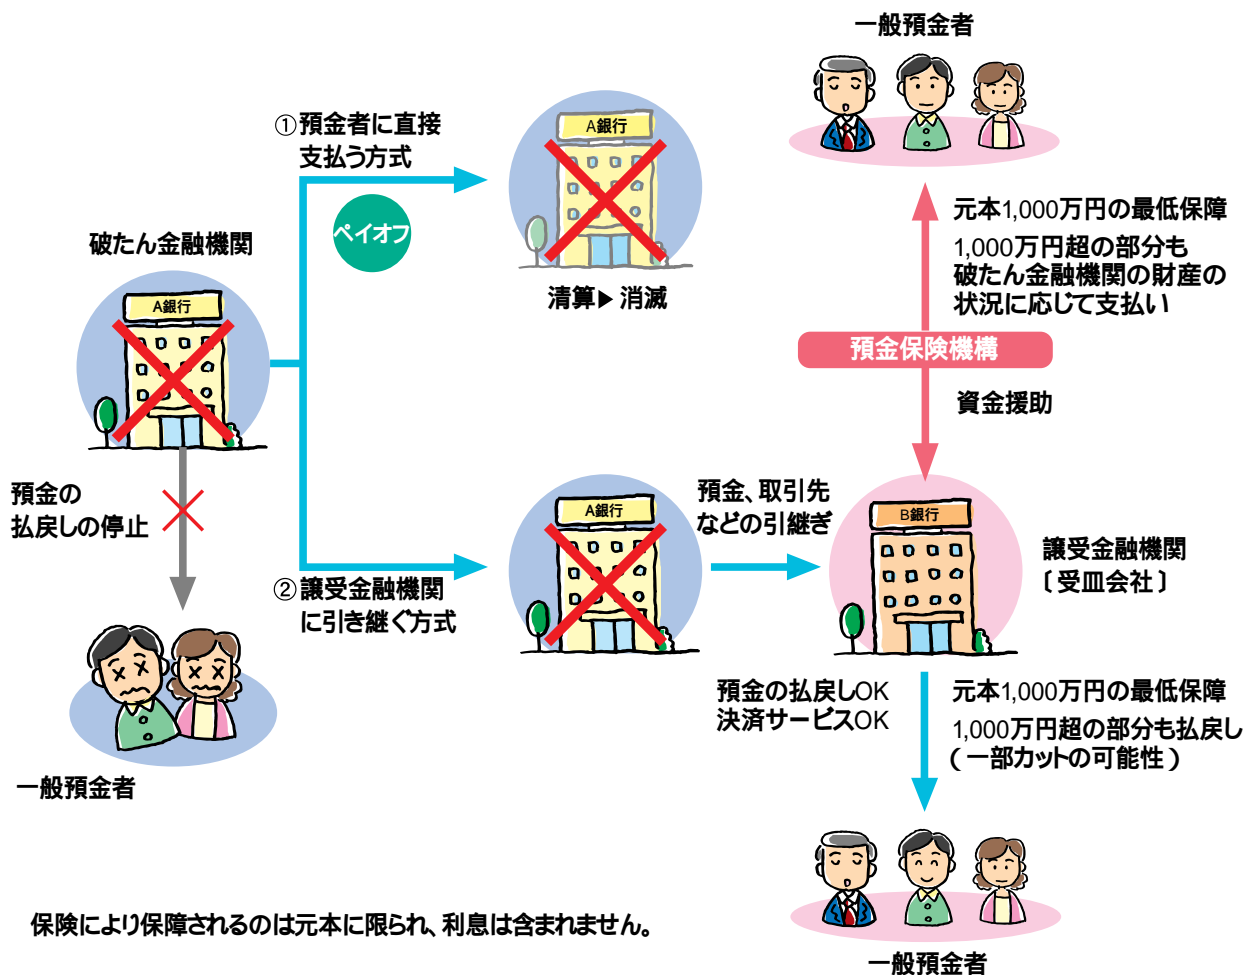 一般預金者
①預金者に直接
支払う方式
ペイオフ
A銀行
清算▶消滅
破たん金融機関
A銀行
預金の
払戻しの停止
一般預金者
元本1,000万円の最低保障
1,000万円超の部分も
破たん金融機関の財産の
状況に応じて支払い
預金保険機構
資金援助
②譲受金融機関
に引き継ぐ方式
A銀行
預金、取引先
などの引継ぎ
B銀行
譲受金融機関
〔受皿会社〕
預金の払戻しOK
決済サービスOK
元本1,000万円の最低保障
1,000万円超の部分も払戻し
(一部カットの可能性)
一般預金者
保険により保障されるのは元本に限られ、利息は含まれません。